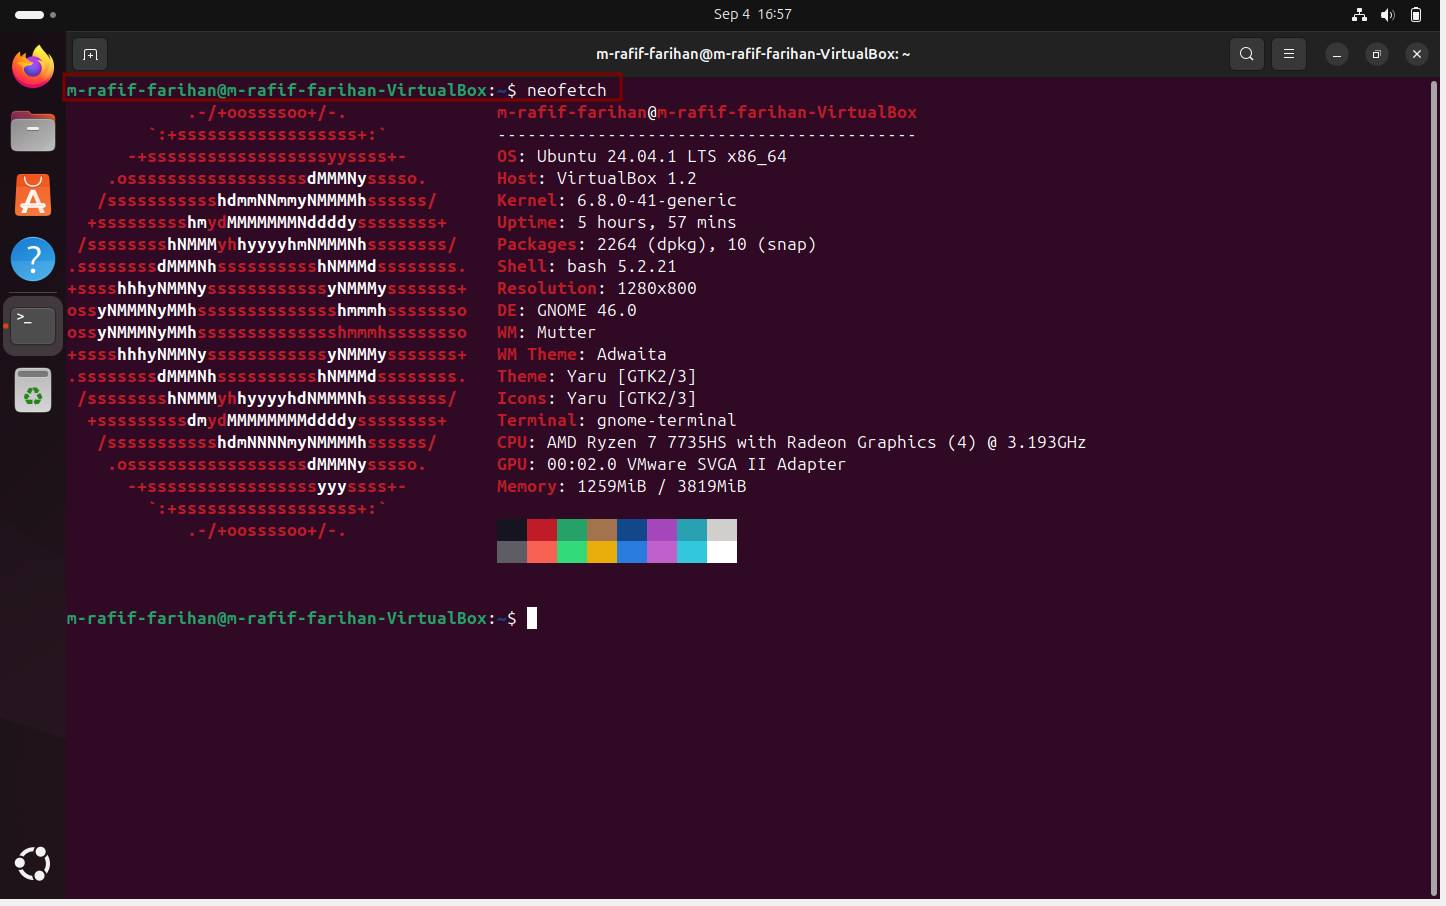 Sep 4 16:57
m-rafif-farihan@m-rafif-farihan-VirtualBox: ~
m-rafif-farihan@m-rafif-farihan-VirtualBox:~$ neofetch
.-/+oossssoo+/-. m-rafif-farihan@m-rafif-farihan-VirtualBox
`:+ssssssssssssssssss+:` ------------------------------------------
-+ssssssssssssssssssyyssss+- OS: Ubuntu 24.04.1 LTS x86_64
.ossssssssssssssssssdMMMNysssso. Host: VirtualBox 1.2
/ssssssssssshdmmNNmmyNMMMMhssssss/ Kernel: 6.8.0-41-generic
+ssssssssshmydMMMMMMMNddddyssssssss+ Uptime: 5 hours, 57 mins
/sssssssshNMMMyhhyyyyhmNMMMNhssssssss/ Packages: 2264 (dpkg), 10 (snap)
.ssssssssdMMMNhsssssssssshNMMMdssssssss. Shell: bash 5.2.21
+sssshhhyNMMNyssssssssssssyNMMMysssssss+ Resolution: 1280x800
ossyNMMMNyMMhsssssssssssssshmmmhssssssso DE: GNOME 46.0
ossyNMMMNyMMhsssssssssssssshmmmhssssssso WM: Mutter
+sssshhhyNMMNyssssssssssssyNMMMysssssss+ WM Theme: Adwaita
.ssssssssdMMMNhsssssssssshNMMMdssssssss. Theme: Yaru [GTK2/3]
/sssssssshNMMMyhhyyyyhdNMMMNhssssssss/ Icons: Yaru [GTK2/3]
+sssssssssdmydMMMMMMMMddddyssssssss+ Terminal: gnome-terminal
/ssssssssssshdmNNNNmyNMMMMhssssss/ CPU: AMD Ryzen 7 7735HS with Radeon Graphics (4) @ 3.193GHz
.ossssssssssssssssssdMMMNysssso. GPU: 00:02.0 VMware SVGA II Adapter
-+sssssssssssssssssyyyssss+- Memory: 1259MiB / 3819MiB
`:+ssssssssssssssssss+:`
.-/+oossssoo+/-.
m-rafif-farihan@m-rafif-farihan-VirtualBox:~$